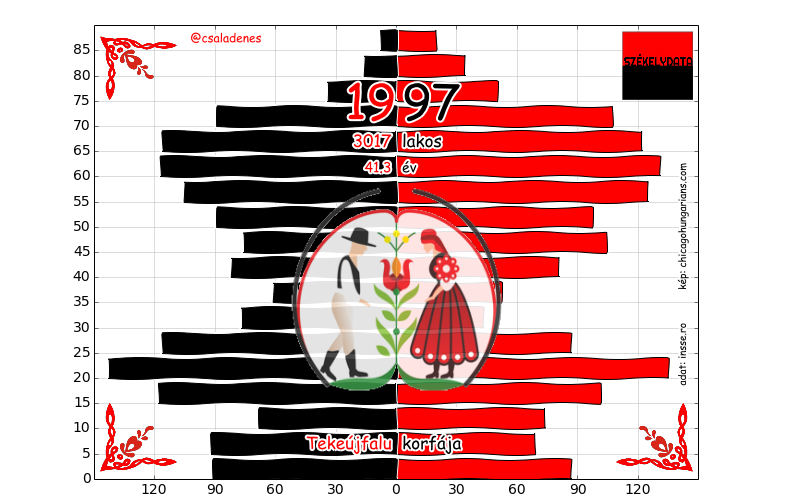 @csaladenes
SZÉKELYDATA
1997
3017 lakos
41,3 év
kép: chicagohungarians.com
adat: insse.ro
Tekeújfalu korfája
85
80
75
70
65
60
55
50
45
40
35
30
25
20
15
10
5
0
120 90 60 30 0 30 60 90 120